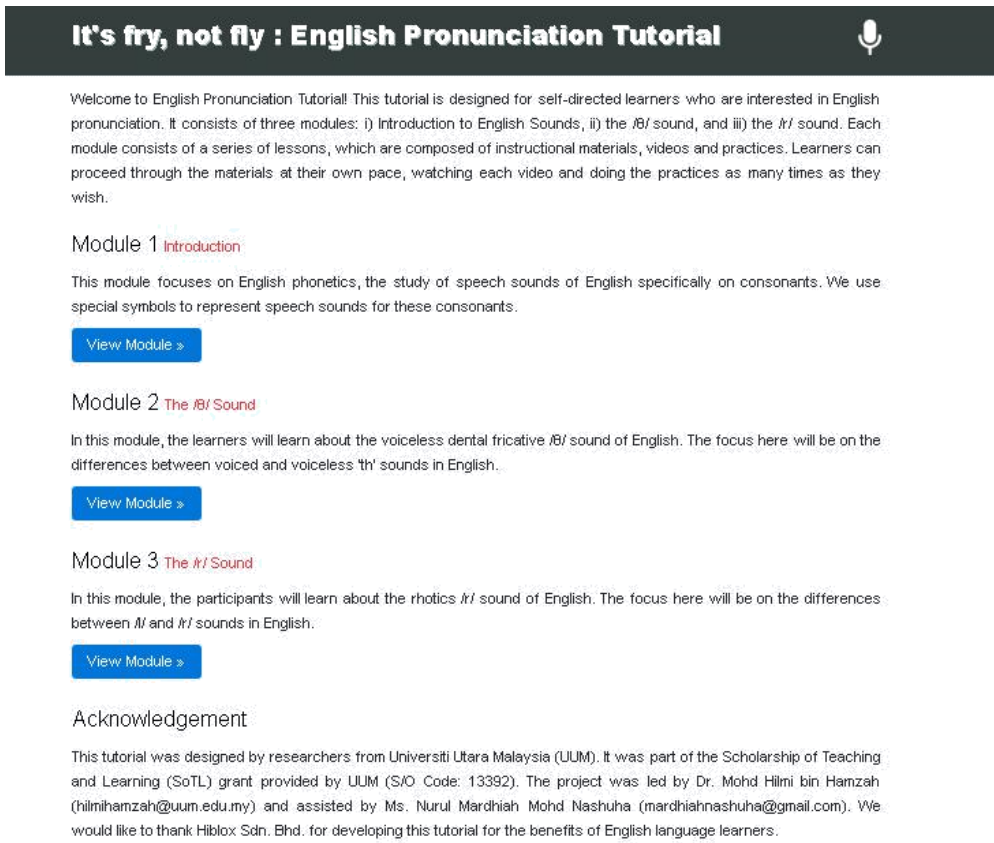 It's fry, not fly : English Pronunciation Tutorial
Welcome to English Pronunciation Tutorial! This tutorial is designed for self-directed learners who are interested in English
pronunciation. It consists of three modules: i) Introduction to English Sounds, ii) the /θ/ sound, and iii) the /r/ sound. Each
module consists of a series of lessons, which are composed of instructional materials, videos and practices. Learners can
proceed through the materials at their own pace, watching each video and doing the practices as many times as they
wish.
Module 1 Introduction
This module focuses on English phonetics, the study of speech sounds of English specifically on consonants. We use
special symbols to represent speech sounds for these consonants.
View Module »
Module 2 The /θ/ Sound
In this module, the learners will learn about the voiceless dental fricative /θ/ sound of English. The focus here will be on the
differences between voiced and voiceless 'th' sounds in English.
View Module »
Module 3 The /r/ Sound
In this module, the participants will learn about the rhotics /r/ sound of English. The focus here will be on the differences
between /l/ and /r/ sounds in English.
View Module »
Acknowledgement
This tutorial was designed by researchers from Universiti Utara Malaysia (UUM). It was part of the Scholarship of Teaching
and Learning (SoTL) grant provided by UUM (S/O Code: 13392). The project was led by Dr. Mohd Hilmi bin Hamzah
(hilmihamzah@uum.edu.my) and assisted by Ms. Nurul Mardhiah Mohd Nashuha (mardhiahnashuha@gmail.com). We
would like to thank Hiblox Sdn. Bhd. for developing this tutorial for the benefits of English language learners.